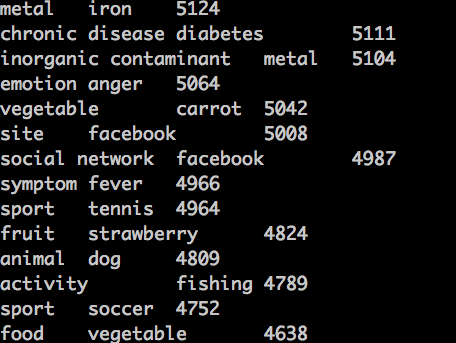 metal iron 5124
chronic disease diabetes 5111
inorganic contaminant metal 5104
emotion anger 5064
vegetable carrot 5042
site facebook 5008
social network facebook 4987
symptom fever 4966
sport tennis 4964
fruit strawberry 4824
animal dog 4809
activity fishing 4789
sport soccer 4752
food vegetable 4638